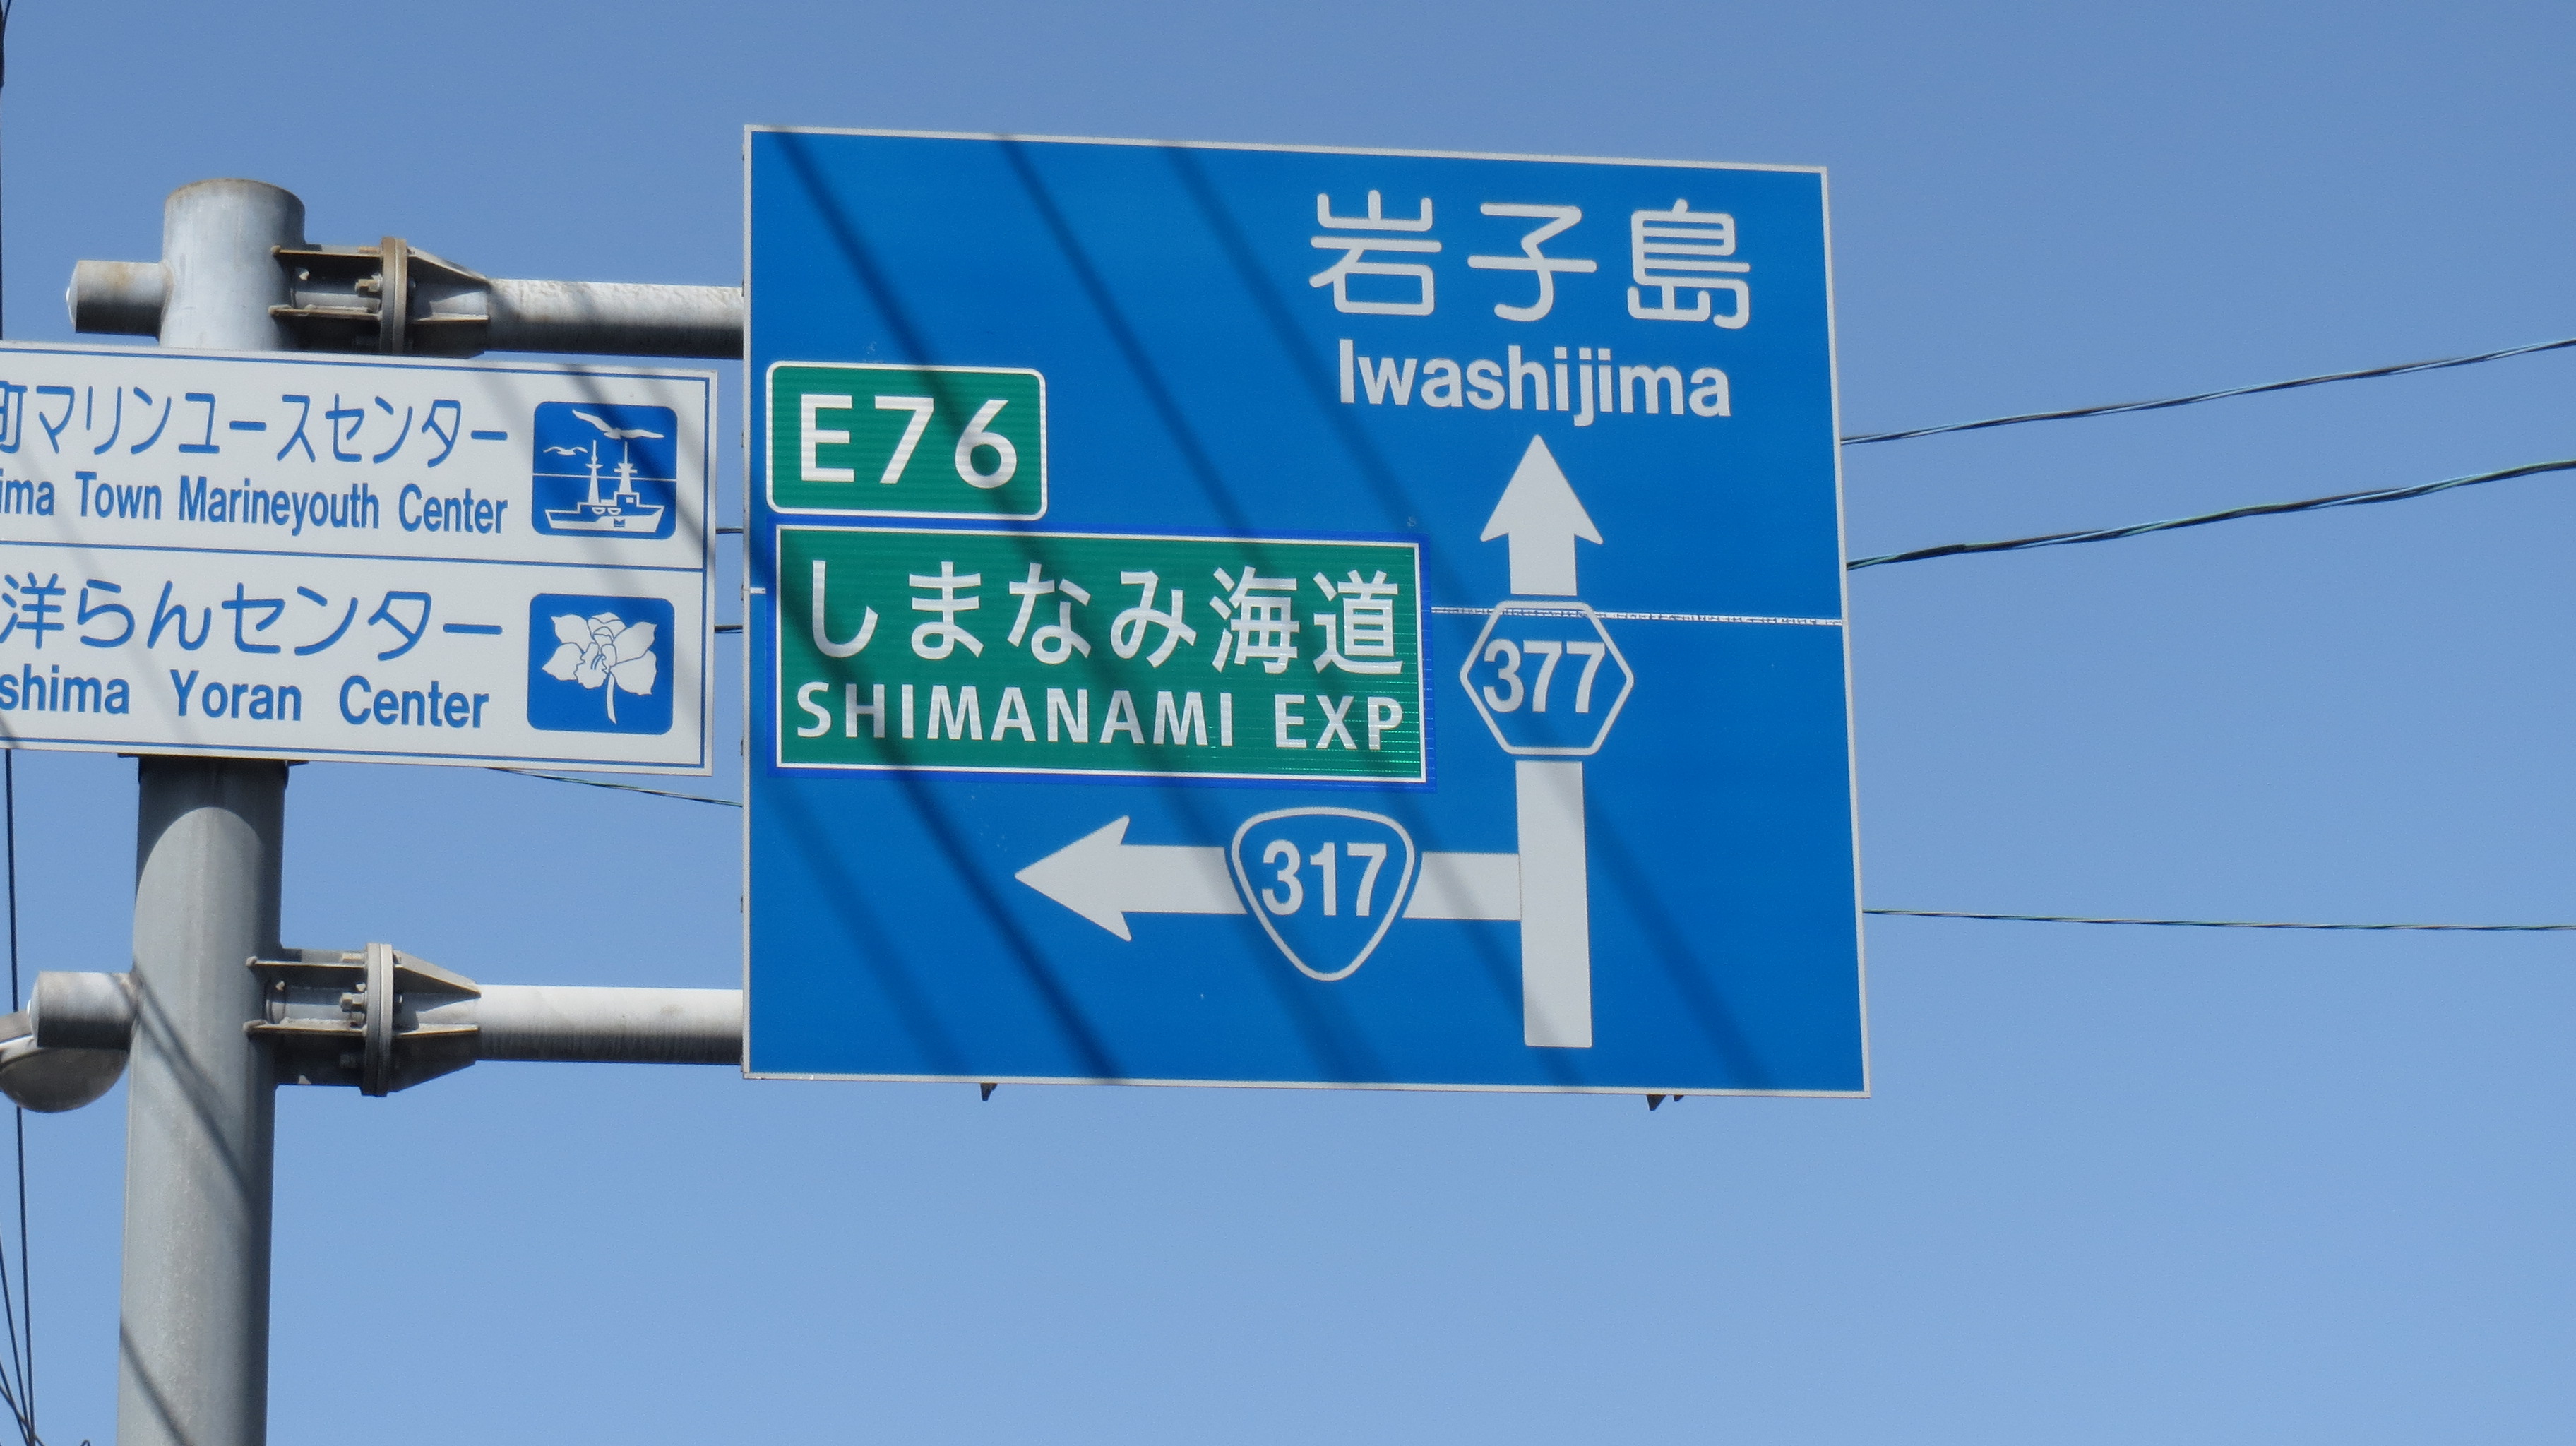 町マリンユースセンター
ima Town Marineyouth Center
洋らんセンター
shima Yoran Center
岩子島
Iwashijima
E76
しまなみ海道
SHIMANAMI EXP
377
317